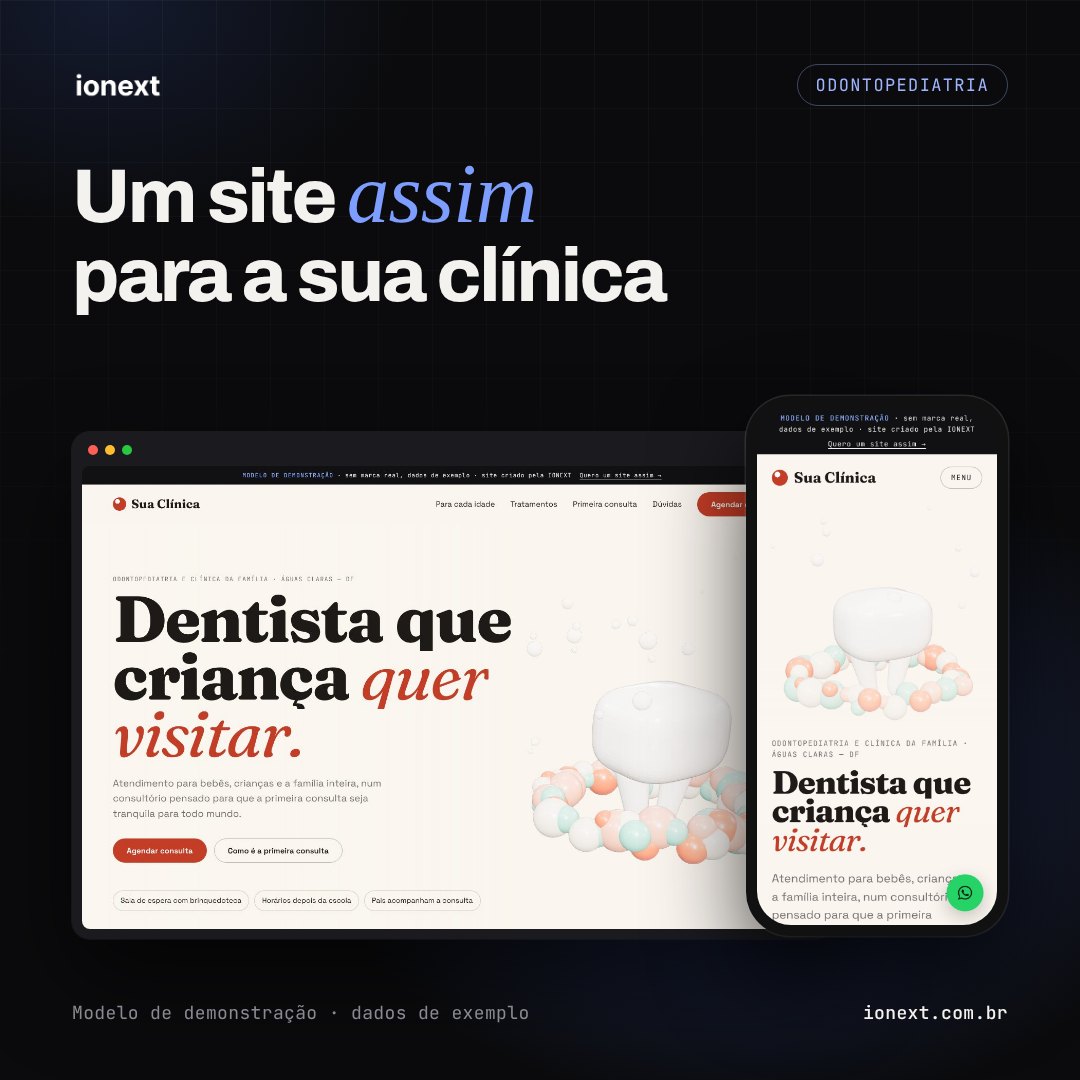 ionext
ODONTOPEDIATRIA
Um site assim
para a sua clínica
MODELO DE DEMONSTRAÇÃO · sem marca real, dados de exemplo · site criado pela IONEXT Quero um site assim →
Sua Clínica
Para cada idade Tratamentos Primeira consulta Dúvidas Agendar
ODONTOPEDIATRIA E CLÍNICA DA FAMÍLIA · ÁGUAS CLARAS — DF
Dentista que
criança quer
visitar.
Atendimento para bebês, crianças e a família inteira, num
consultório pensado para que a primeira consulta seja
tranquila para todo mundo.
Agendar consulta Como é a primeira consulta
Sala de espera com brinquedoteca Horários depois da escola Pais acompanham a consulta
MODELO DE DEMONSTRAÇÃO · sem marca real,
dados de exemplo · site criado pela IONEXT
Quero um site assim →
Sua Clínica MENU
ODONTOPEDIATRIA E CLÍNICA DA FAMÍLIA ·
ÁGUAS CLARAS — DF
Dentista que
criança quer
visitar.
Atendimento para bebês, crianç
a família inteira, num consultóri
pensado para que a primeira
Modelo de demonstração · dados de exemplo
ionext.com.br